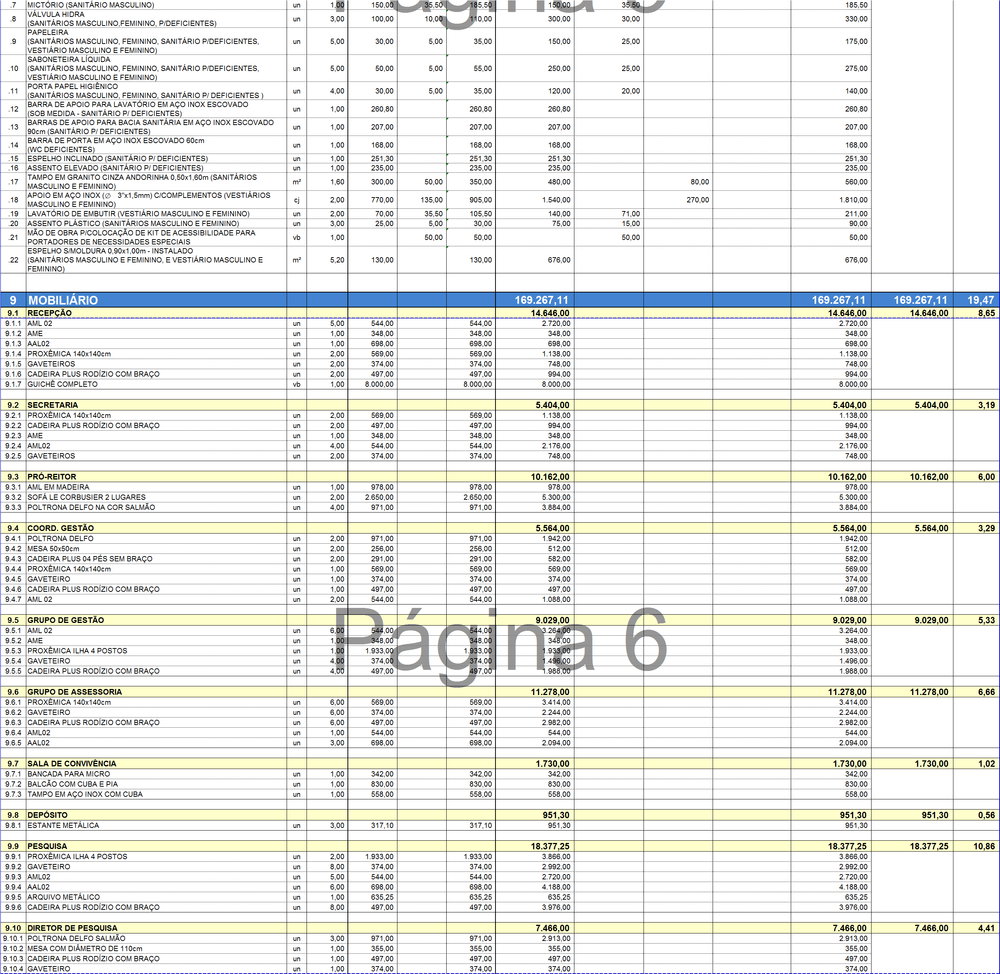 .7 MICTÓRIO (SANITÁRIO MASCULINO) un 1,00 150,00 35,50 185,50 150,00 35,50 185,50
.8 VÁLVULA HIDRA
(SANITÁRIOS MASCULINO,FEMININO, P/DEFICIENTES) un 3,00 100,00 10,00 110,00 300,00 30,00 330,00
.9 PAPELEIRA
(SANITÁRIOS MASCULINO, FEMININO, SANITÁRIO P/DEFICIENTES,
VESTIÁRIO MASCULINO E FEMININO) un 5,00 30,00 5,00 35,00 150,00 25,00 175,00
.10 SABONETEIRA LÍQUIDA
(SANITÁRIOS MASCULINO, FEMININO, SANITÁRIO P/DEFICIENTES,
VESTIÁRIO MASCULINO E FEMININO) un 5,00 50,00 5,00 55,00 250,00 25,00 275,00
.11 PORTA PAPEL HIGIÊNICO
(SANITÁRIOS MASCULINO, FEMININO, SANITÁRIO P/ DEFICIENTES ) un 4,00 30,00 5,00 35,00 120,00 20,00 140,00
.12 BARRA DE APOIO PARA LAVATÓRIO EM AÇO INOX ESCOVADO
(SOB MEDIDA - SANITÁRIO P/ DEFICIENTES) un 1,00 260,80 260,80 260,80 260,80
.13 BARRAS DE APOIO PARA BACIA SANITÁRIA EM AÇO INOX ESCOVADO
90cm (SANITÁRIO P/ DEFICIENTES) un 1,00 207,00 207,00 207,00 207,00
.14 BARRA DE PORTA EM AÇO INOX ESCOVADO 60cm
(WC DEFICIENTES) un 1,00 168,00 168,00 168,00 168,00
.15 ESPELHO INCLINADO (SANITÁRIO P/ DEFICIENTES) un 1,00 251,30 251,30 251,30 251,30
.16 ASSENTO ELEVADO (SANITÁRIO P/ DEFICIENTES) un 1,00 235,00 235,00 235,00 235,00
.17 TAMPO EM GRANITO CINZA ANDORINHA 0,50x1,60m (SANITÁRIOS
MASCULINO E FEMININO) m² 1,60 300,00 50,00 350,00 480,00 80,00 560,00
.18 APOIO EM AÇO INOX (∅ 3"x1,5mm) C/COMPLEMENTOS (VESTIÁRIOS
MASCULINO E FEMININO) cj 2,00 770,00 135,00 905,00 1.540,00 270,00 1.810,00
.19 LAVATÓRIO DE EMBUTIR (VESTIÁRIO MASCULINO E FEMININO) un 2,00 70,00 35,50 105,50 140,00 71,00 211,00
.20 ASSENTO PLÁSTICO (SANITÁRIOS MASCULINO E FEMININO) un 3,00 25,00 5,00 30,00 75,00 15,00 90,00
.21 MÃO DE OBRA P/COLOCAÇÃO DE KIT DE ACESSIBILIDADE PARA
PORTADORES DE NECESSIDADES ESPECIAIS vb 1,00 50,00 50,00 50,00 50,00
.22 ESPELHO S/MOLDURA 0,90x1,00m - INSTALADO
(SANITÁRIOS MASCULINO E FEMININO, E VESTIÁRIO MASCULINO E
FEMININO) m² 5,20 130,00 130,00 676,00 676,00
9 MOBILIÁRIO 169.267,11 169.267,11 169.267,11 19,47
9.1 RECEPÇÃO 14.646,00 14.646,00 14.646,00 8,65
9.1.1 AML 02 un 5,00 544,00 544,00 2.720,00 2.720,00
9.1.2 AME un 1,00 348,00 348,00 348,00 348,00
9.1.3 AAL02 un 1,00 698,00 698,00 698,00 698,00
9.1.4 PROXÊMICA 140x140cm un 2,00 569,00 569,00 1.138,00 1.138,00
9.1.5 GAVETEIROS un 2,00 374,00 374,00 748,00 748,00
9.1.6 CADEIRA PLUS RODÍZIO COM BRAÇO un 2,00 497,00 497,00 994,00 994,00
9.1.7 GUICHÊ COMPLETO vb 1,00 8.000,00 8.000,00 8.000,00 8.000,00
9.2 SECRETARIA 5.404,00 5.404,00 5.404,00 3,19
9.2.1 PROXÊMICA 140x140cm un 2,00 569,00 569,00 1.138,00 1.138,00
9.2.2 CADEIRA PLUS RODÍZIO COM BRAÇO un 2,00 497,00 497,00 994,00 994,00
9.2.3 AME un 1,00 348,00 348,00 348,00 348,00
9.2.4 AML02 un 4,00 544,00 544,00 2.176,00 2.176,00
9.2.5 GAVETEIROS un 2,00 374,00 374,00 748,00 748,00
9.3 PRÓ-REITOR 10.162,00 10.162,00 10.162,00 6,00
9.3.1 AML EM MADEIRA un 1,00 978,00 978,00 978,00 978,00
9.3.2 SOFÁ LE CORBUSIER 2 LUGARES un 2,00 2.650,00 2.650,00 5.300,00 5.300,00
9.3.3 POLTRONA DELFO NA COR SALMÃO un 4,00 971,00 971,00 3.884,00 3.884,00
9.4 COORD. GESTÃO 5.564,00 5.564,00 5.564,00 3,29
9.4.1 POLTRONA DELFO un 2,00 971,00 971,00 1.942,00 1.942,00
9.4.2 MESA 50x50cm un 2,00 256,00 256,00 512,00 512,00
9.4.3 CADEIRA PLUS 04 PÉS SEM BRAÇO un 2,00 291,00 291,00 582,00 582,00
9.4.4 PROXÊMICA 140x140cm un 1,00 569,00 569,00 569,00 569,00
9.4.5 GAVETEIRO un 1,00 374,00 374,00 374,00 374,00
9.4.6 CADEIRA PLUS RODÍZIO COM BRAÇO un 1,00 497,00 497,00 497,00 497,00
9.4.7 AML 02 un 2,00 544,00 544,00 1.088,00 1.088,00
Página 6
9.5 GRUPO DE GESTÃO 9.029,00 9.029,00 9.029,00 5,33
9.5.1 AML 02 un 6,00 544,00 544,00 3.264,00 3.264,00
9.5.2 AME un 1,00 348,00 348,00 348,00 348,00
9.5.3 PROXÊMICA ILHA 4 POSTOS un 1,00 1.933,00 1.933,00 1.933,00 1.933,00
9.5.4 GAVETEIRO un 4,00 374,00 374,00 1.496,00 1.496,00
9.5.5 CADEIRA PLUS RODÍZIO COM BRAÇO un 4,00 497,00 497,00 1.988,00 1.988,00
9.6 GRUPO DE ASSESSORIA 11.278,00 11.278,00 11.278,00 6,66
9.6.1 PROXÊMICA 140x140cm un 6,00 569,00 569,00 3.414,00 3.414,00
9.6.2 GAVETEIRO un 6,00 374,00 374,00 2.244,00 2.244,00
9.6.3 CADEIRA PLUS RODÍZIO COM BRAÇO un 6,00 497,00 497,00 2.982,00 2.982,00
9.6.4 AML02 un 1,00 544,00 544,00 544,00 544,00
9.6.5 AAL02 un 3,00 698,00 698,00 2.094,00 2.094,00
9.7 SALA DE CONVIVÊNCIA 1.730,00 1.730,00 1.730,00 1,02
9.7.1 BANCADA PARA MICRO un 1,00 342,00 342,00 342,00 342,00
9.7.2 BALCÃO COM CUBA E PIA un 1,00 830,00 830,00 830,00 830,00
9.7.3 TAMPO EM AÇO INOX COM CUBA un 1,00 558,00 558,00 558,00 558,00
9.8 DEPÓSITO 951,30 951,30 951,30 0,56
9.8.1 ESTANTE METÁLICA un 3,00 317,10 317,10 951,30 951,30
9.9 PESQUISA 18.377,25 18.377,25 18.377,25 10,86
9.9.1 PROXÊMICA ILHA 4 POSTOS un 2,00 1.933,00 1.933,00 3.866,00 3.866,00
9.9.2 GAVETEIRO un 8,00 374,00 374,00 2.992,00 2.992,00
9.9.3 AML02 un 5,00 544,00 544,00 2.720,00 2.720,00
9.9.4 AAL02 un 6,00 698,00 698,00 4.188,00 4.188,00
9.9.5 ARQUIVO METÁLICO un 1,00 635,25 635,25 635,25 635,25
9.9.6 CADEIRA PLUS RODÍZIO COM BRAÇO un 8,00 497,00 497,00 3.976,00 3.976,00
9.10 DIRETOR DE PESQUISA 7.466,00 7.466,00 7.466,00 4,41
9.10.1 POLTRONA DELFO SALMÃO un 3,00 971,00 971,00 2.913,00 2.913,00
9.10.2 MESA COM DIÂMETRO DE 110cm un 1,00 355,00 355,00 355,00 355,00
9.10.3 CADEIRA PLUS RODÍZIO COM BRAÇO un 1,00 497,00 497,00 497,00 497,00
9.10.4 GAVETEIRO un 1,00 374,00 374,00 374,00 374,00